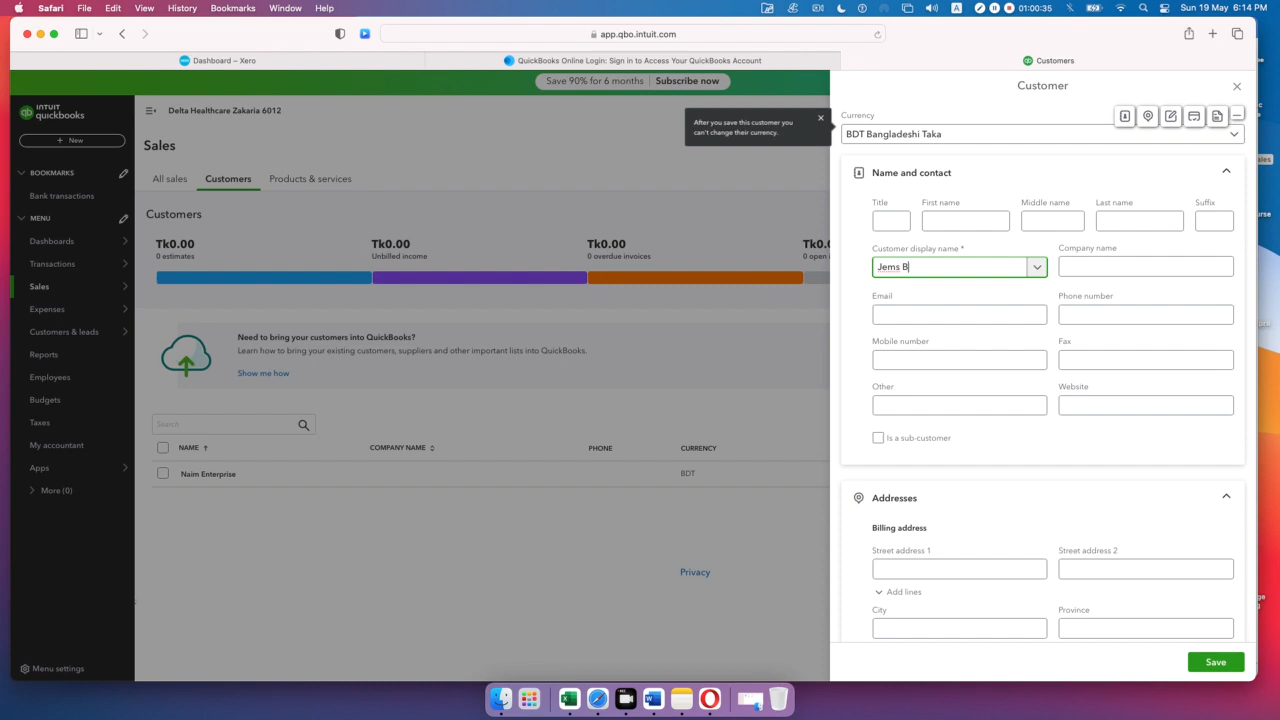 Safari File Edit View History Bookmarks Window Help
00:01:35
A
Sun 19 May 6:14 PM
app.qbo.intuit.com
Dashboard – Xero
QuickBooks Online Login: Sign in to Access Your QuickBooks Account
Customers
Save 90% for 6 months Subscribe now
INTUIT
quickbooks
+ New
BOOKMARKS
Bank transactions
MENU
Dashboards
Transactions
Sales
Expenses
Customers & leads
Reports
Employees
Budgets
Taxes
My accountant
Apps
More (0)
Menu settings
Delta Healthcare Zakaria 6012
Sales
All sales Customers Products & services
Customers
Tk0.00 Tk0.00 Tk0.00
0 estimates Unbilled income 0 overdue invoices
Need to bring your customers into QuickBooks?
Learn how to bring your existing customers, suppliers and other important lists into QuickBooks.
Show me how
Search
NAME COMPANY NAME PHONE CURRENCY
Naim Enterprise BDT
Privacy
After you save this customer you
can't change their currency.
Customer
Currency
BDT Bangladeshi Taka
Name and contact
Title First name Middle name Last name Suffix
Customer display name * Company name
Jems B
Email Phone number
Mobile number Fax
Other Website
Is a sub-customer
Addresses
Billing address
Street address 1 Street address 2
Add lines
City Province
Save